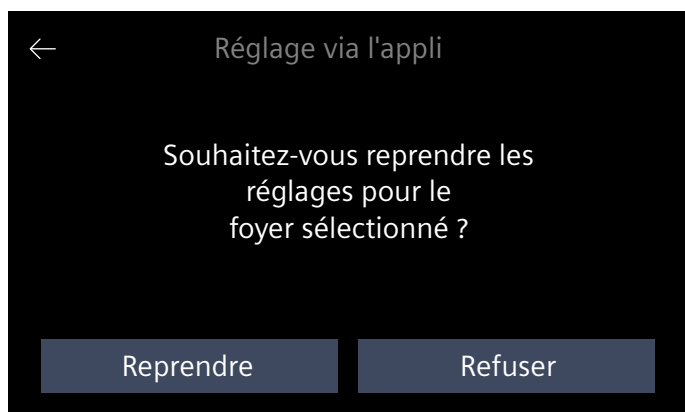 Réglage via l'appli
Souhaitez-vous reprendre les
réglages pour le
foyer sélectionné ?
Reprendre
Refuser